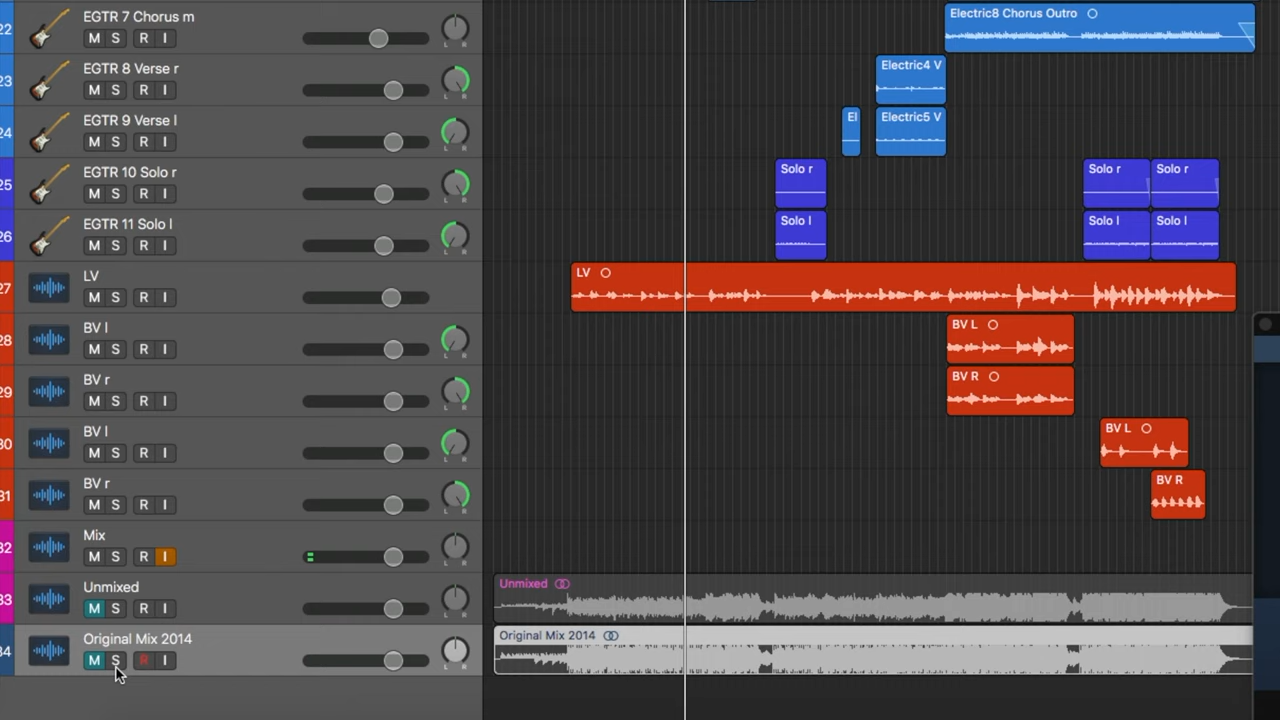 22 EGTR 7 Chorus m Electric8 Chorus Outro
M S R I L R
23 EGTR 8 Verse r Electric4 V
M S R I L R
24 EGTR 9 Verse l El Electric5 V
M S R I L R
25 EGTR 10 Solo r Solo r Solo r Solo r
M S R I L R
26 EGTR 11 Solo l Solo l Solo l Solo l
M S R I L R
27 LV LV
M S R I
28 BV l BV L
M S R I L R
29 BV r BV R
M S R I L R
30 BV l BV L
M S R I L R
31 BV r BV R
M S R I L R
32 Mix
M S R I L R
33 Unmixed Unmixed
M S R I L R
34 Original Mix 2014 Original Mix 2014
M S R I L R